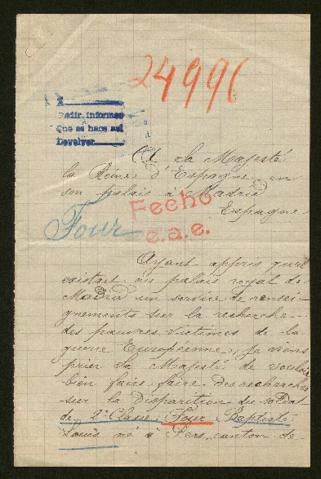 24996
A
Pedir informes
Que se hace así
Devolver
A Sa Majesté
la Reine d'Espagne en
son palais à Madrid
Espagne
Fecho
e.a.e.
Four
Ayant appris qu'il
existait au palais royal de
Madrid un service de rensei-
gnements sur la recherche
des pauvres victimes de la
guerre Européenne, je viens
prier sa Majesté de vouloir
bien faire faire des recherches
sur la disparition du soldat
de 2e Classe Four Baptiste
Louis né à Sers, canton de